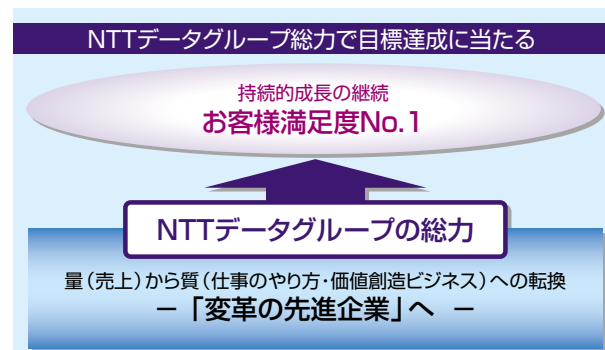 NTTデータグループ総力で目標達成に当たる
持続的成長の継続
お客様満足度No.1
NTTデータグループの総力
量(売上)から質(仕事のやり方・価値創造ビジネス)への転換
－「変革の先進企業」へ －